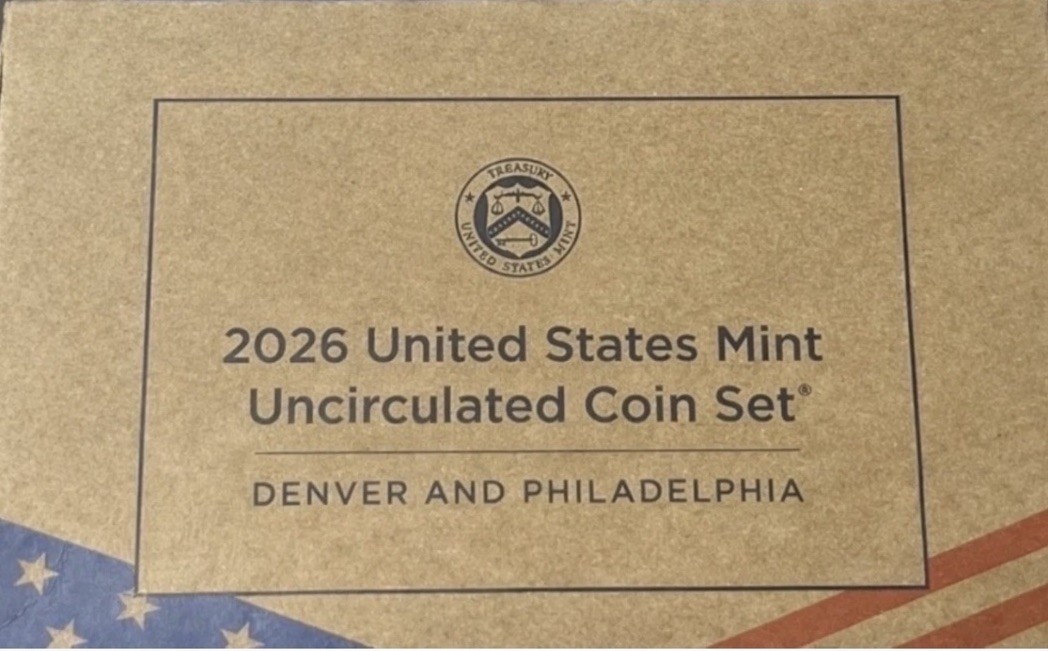 TREASURY
UNITED STATES MINT
2026 United States Mint
Uncirculated Coin Set®
DENVER AND PHILADELPHIA